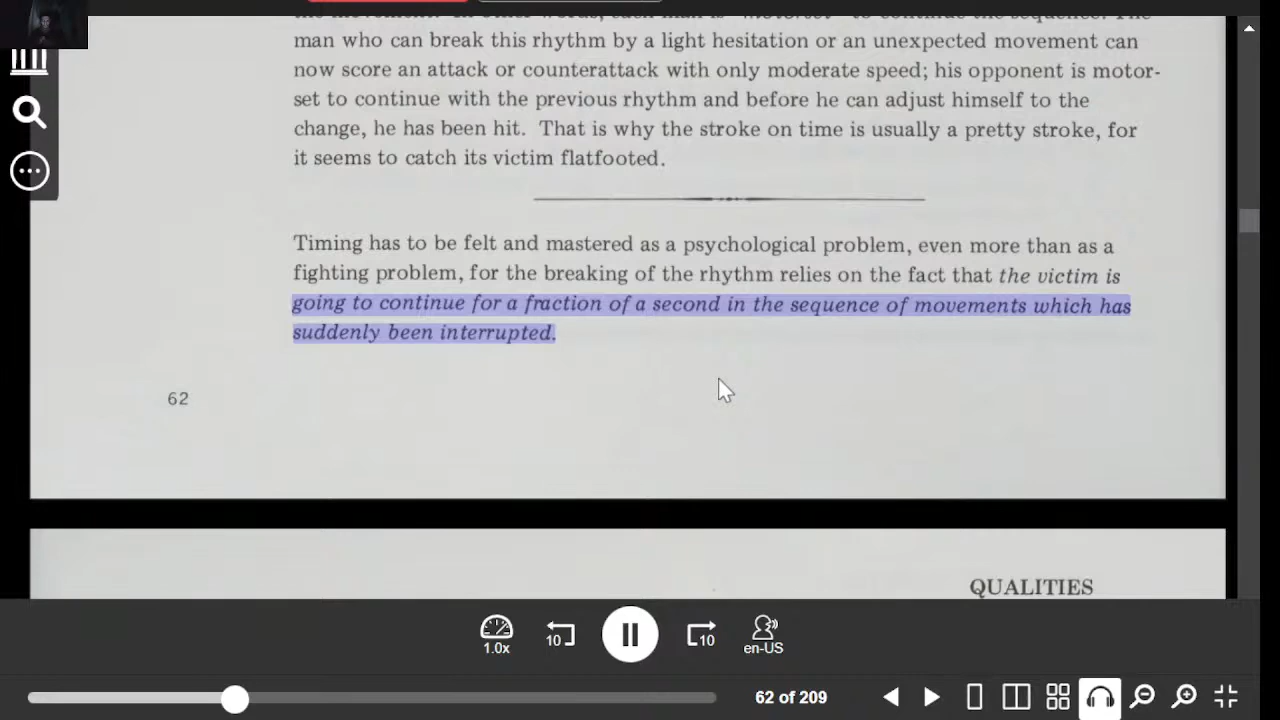 man who can break this rhythm by a light hesitation or an unexpected movement can
now score an attack or counterattack with only moderate speed; his opponent is motor-
set to continue with the previous rhythm and before he can adjust himself to the
change, he has been hit. That is why the stroke on time is usually a pretty stroke, for
it seems to catch its victim flatfooted.
Timing has to be felt and mastered as a psychological problem, even more than as a
fighting problem, for the breaking of the rhythm relies on the fact that the victim is
going to continue for a fraction of a second in the sequence of movements which has
suddenly been interrupted.
62
QUALITIES
1.0x
10
10
en-US
62 of 209